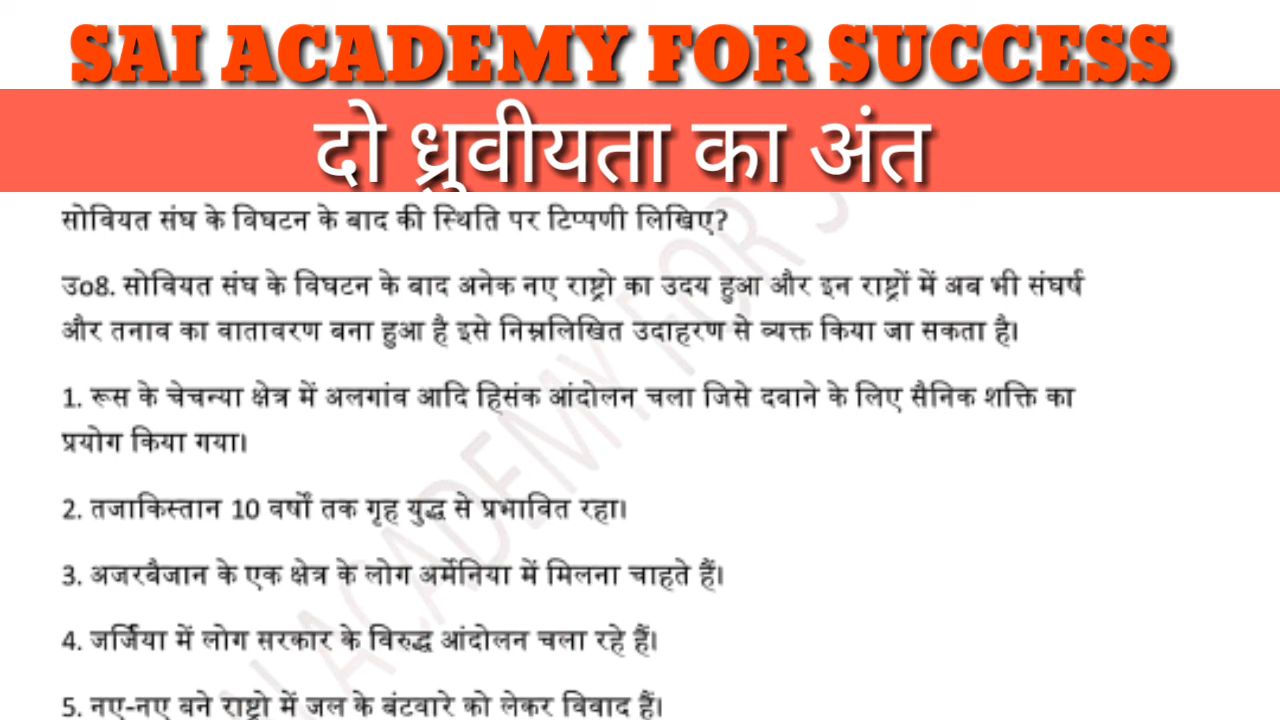 SAI ACADEMY FOR SUCCESS
दो ध्रुवीयता का अंत
सोवियत संघ के विघटन के बाद की स्थिति पर टिप्पणी लिखिए?
उo8. सोवियत संघ के विघटन के बाद अनेक नए राष्ट्रो का उदय हुआ और इन राष्ट्रों में अब भी संघर्ष
और तनाव का वातावरण बना हुआ है इसे निम्नलिखित उदाहरण से व्यक्त किया जा सकता है।
1. रूस के चेचन्या क्षेत्र में अलगांव आदि हिसंक आंदोलन चला जिसे दबाने के लिए सैनिक शक्ति का
प्रयोग किया गया।
2. तजाकिस्तान 10 वर्षों तक गृह युद्ध से प्रभावित रहा।
3. अजरबैजान के एक क्षेत्र के लोग अर्मेनिया में मिलना चाहते हैं।
4. जर्जिया में लोग सरकार के विरुद्ध आंदोलन चला रहे हैं।
5. नए-नए बने राष्ट्रो में जल के बंटवारे को लेकर विवाद हैं।